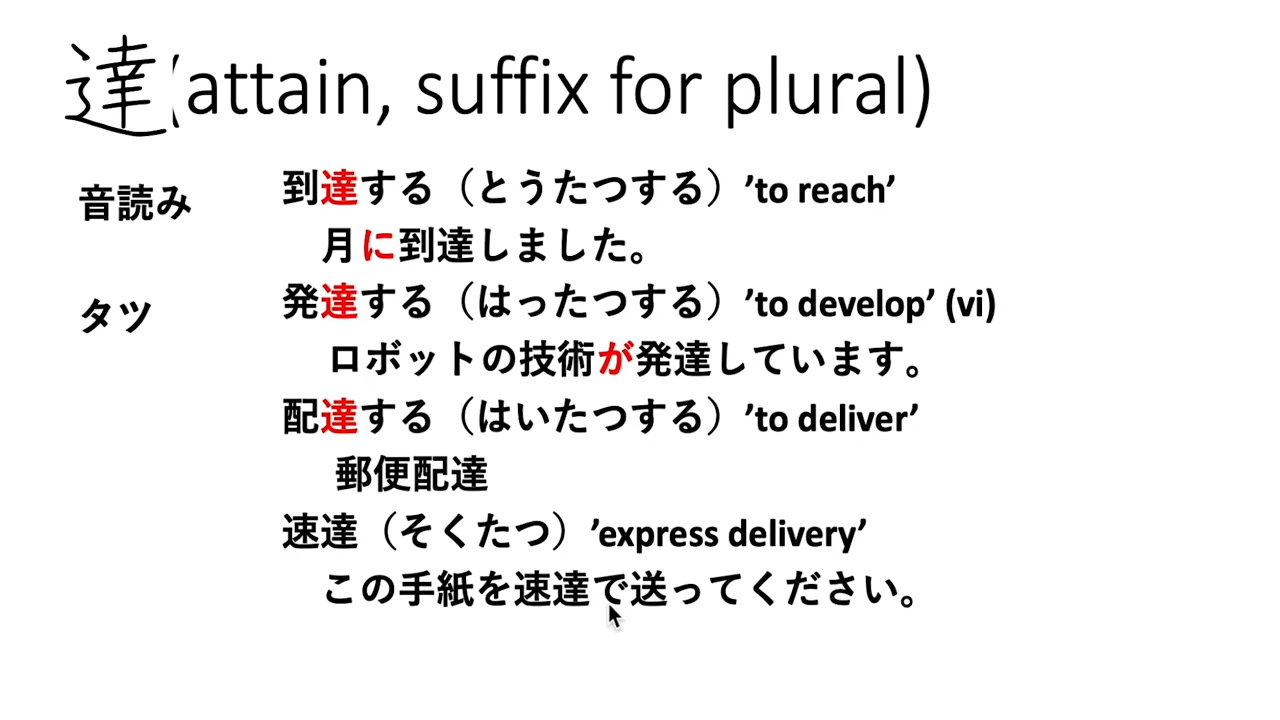 達(attain, suffix for plural)
音読み
タツ
到達する（とうたつする）’to reach’
月に到達しました。
発達する（はったつする）’to develop’ (vi)
ロボットの技術が発達しています。
配達する（はいたつする）’to deliver’
郵便配達
速達（そくたつ）’express delivery’
この手紙を速達で送ってください。